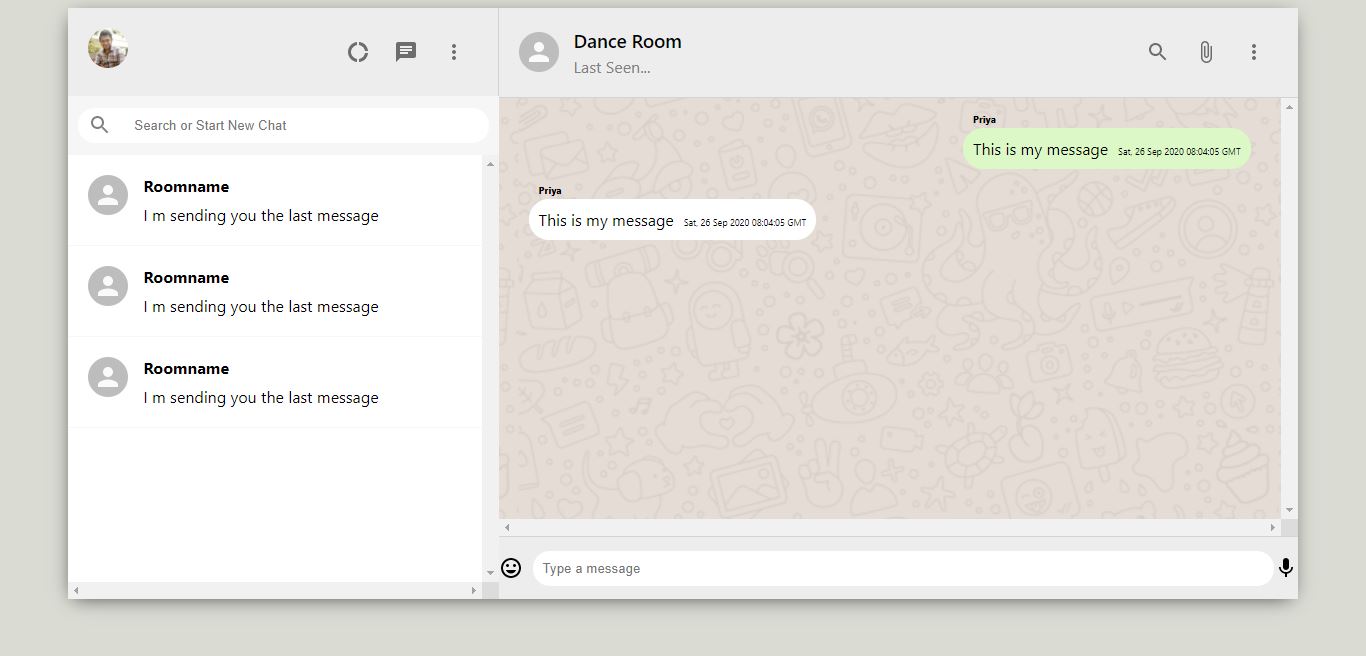 Dance Room
Last Seen...
Search or Start New Chat
Roomname
I m sending you the last message
Roomname
I m sending you the last message
Roomname
I m sending you the last message
Priya
This is my message Sat, 26 Sep 2020 08:04:05 GMT
Priya
This is my message Sat, 26 Sep 2020 08:04:05 GMT
Type a message